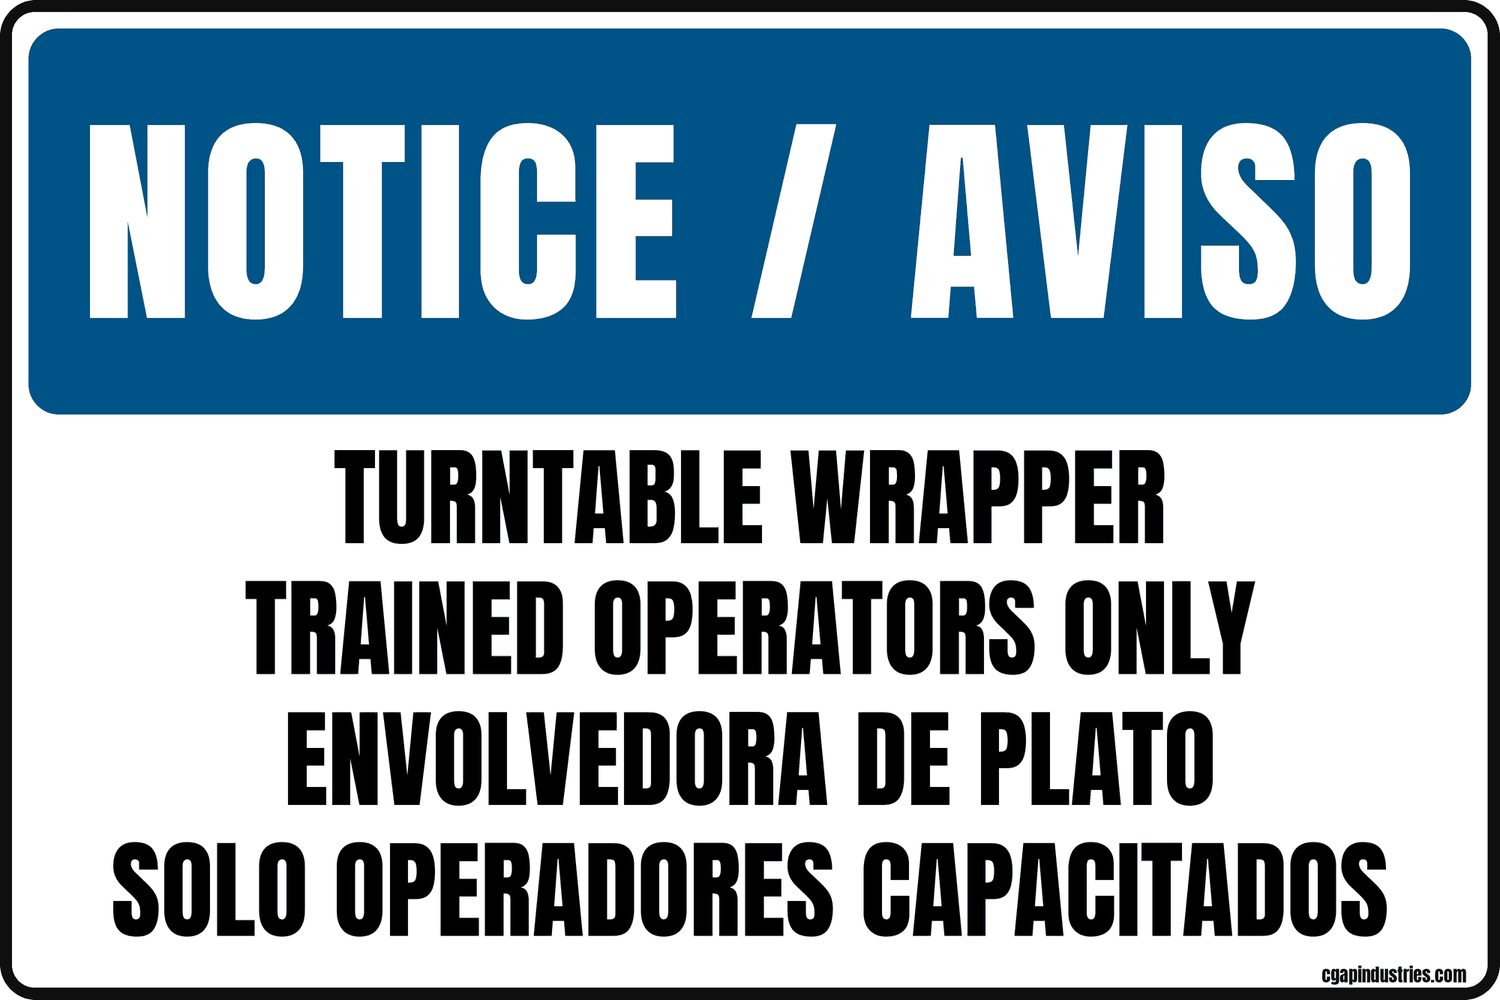 NOTICE / AVISO
TURNTABLE WRAPPER
TRAINED OPERATORS ONLY
ENVOLVEDORA DE PLATO
SOLO OPERADORES CAPACITADOS
cgapindustries.com